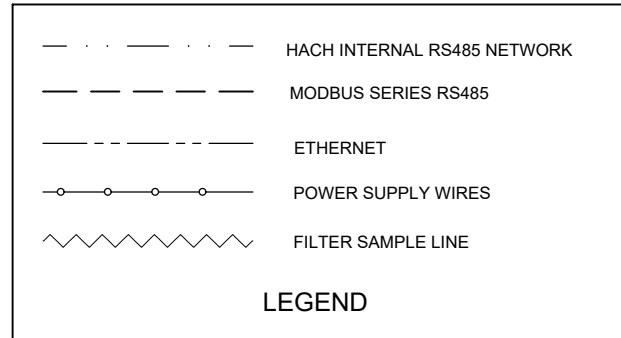 HACH INTERNAL RS485 NETWORK
MODBUS SERIES RS485
ETHERNET
POWER SUPPLY WIRES
FILTER SAMPLE LINE
LEGEND